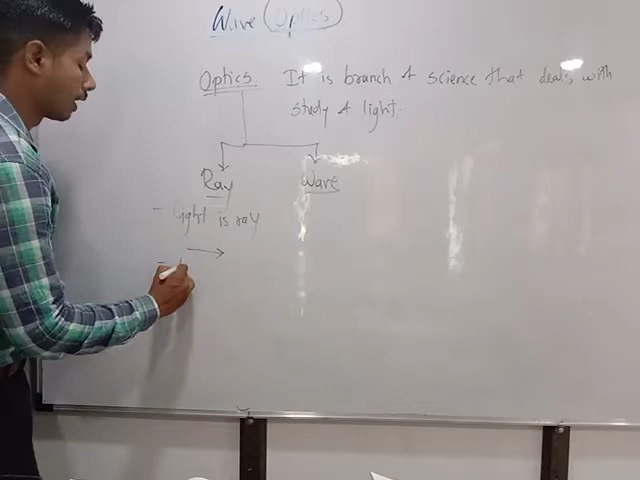 Wave Optics
Optics It is branch of science that deals with
study of light.
Ray Wave
- light is ray
-